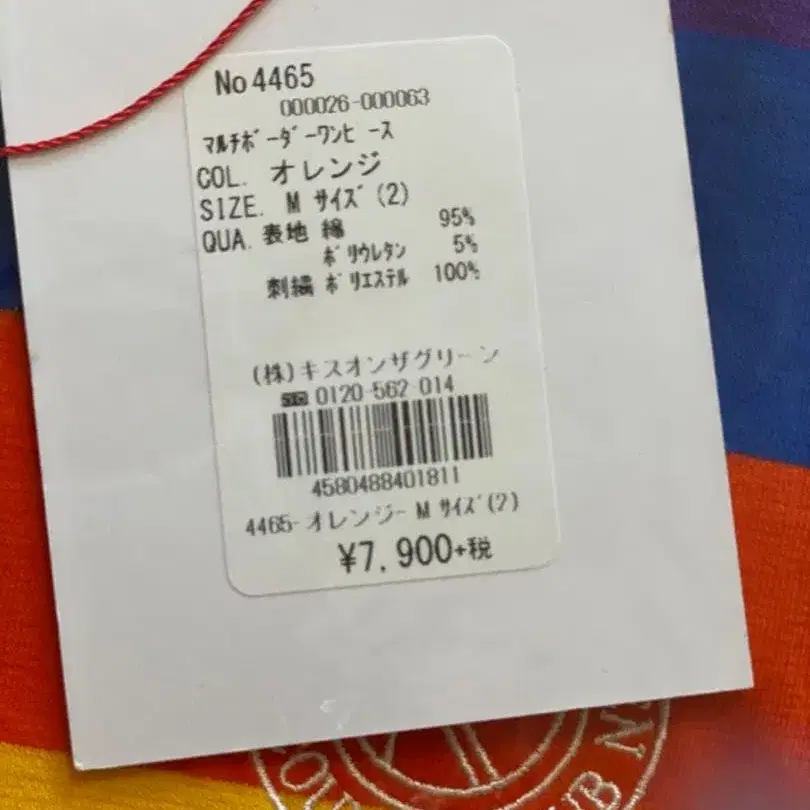 No 4465
000026-000063
マルチボーダーワンピース
COL. オレンジ
SIZE. M サイズ(2)
QUA. 表地 綿 95%
ポリウレタン 5%
刺繍 ポリエステル 100%
(株)キスオンザグリーン
0120-562-014
4580488401811
4465-オレンジ- M サイズ(2)
¥7,900+税